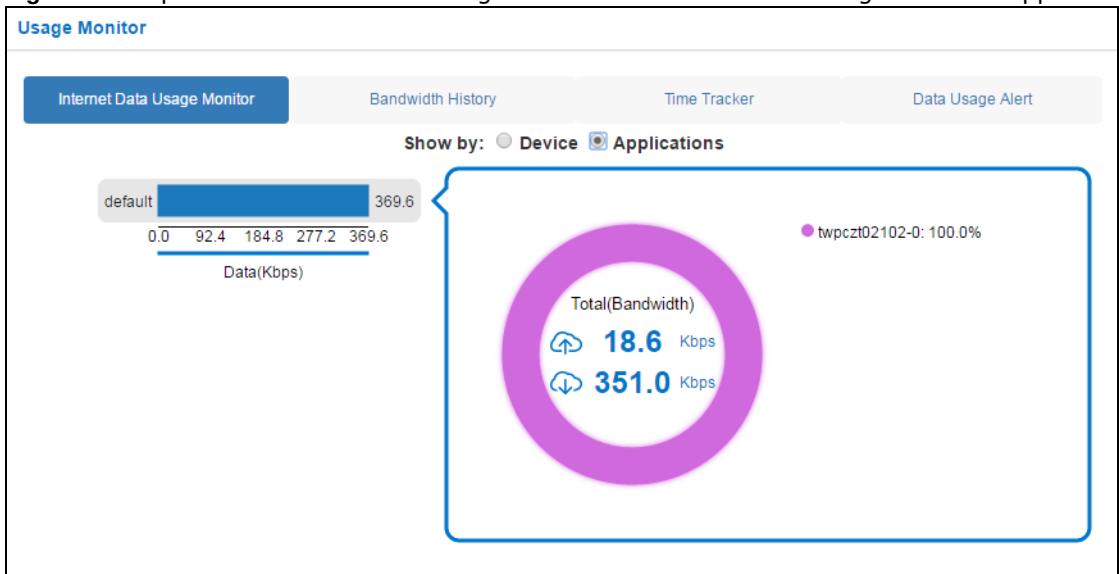 Usage Monitor
Internet Data Usage Monitor Bandwidth History Time Tracker Data Usage Alert
Show by: Device Applications
default 369.6
0.0 92.4 184.8 277.2 369.6
Data(Kbps)
twpczt02102-0: 100.0%
Total(Bandwidth)
18.6 Kbps
351.0 Kbps